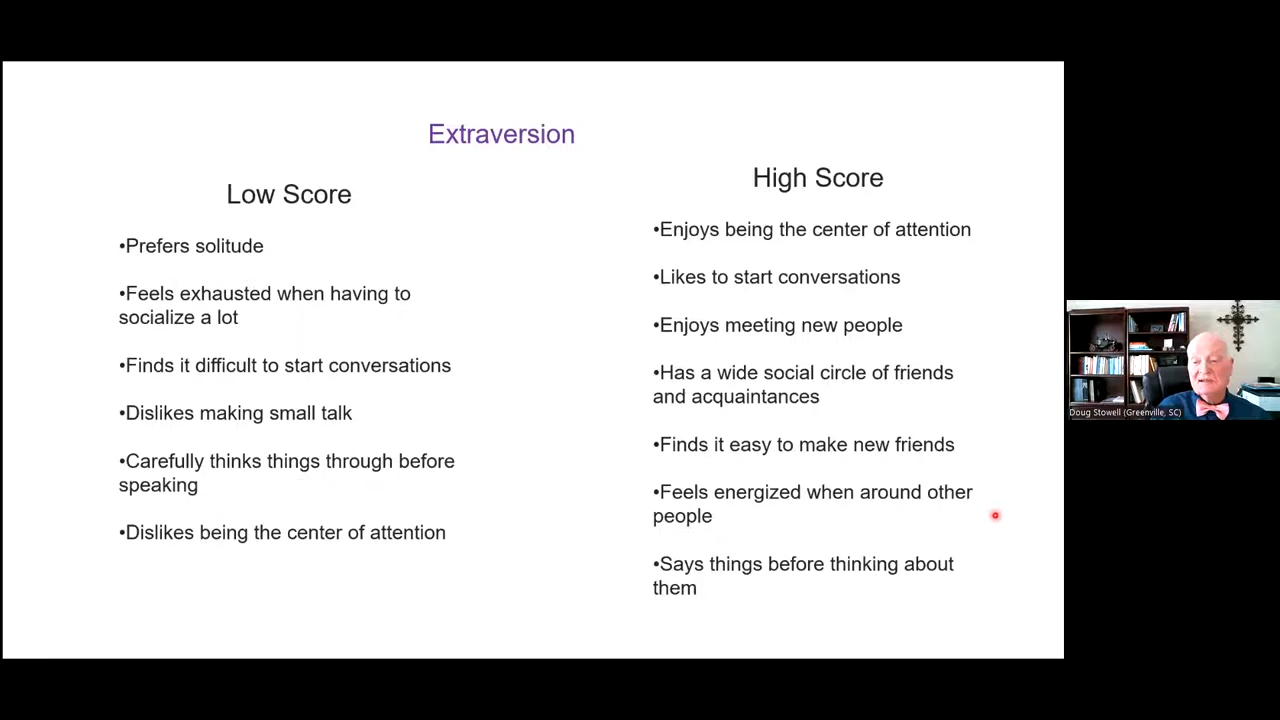 Extraversion
Low Score
•Prefers solitude
•Feels exhausted when having to
socialize a lot
•Finds it difficult to start conversations
•Dislikes making small talk
•Carefully thinks things through before
speaking
•Dislikes being the center of attention
High Score
•Enjoys being the center of attention
•Likes to start conversations
•Enjoys meeting new people
•Has a wide social circle of friends
and acquaintances
•Finds it easy to make new friends
•Feels energized when around other
people
•Says things before thinking about
them
Doug Stowell (Greenville, SC)